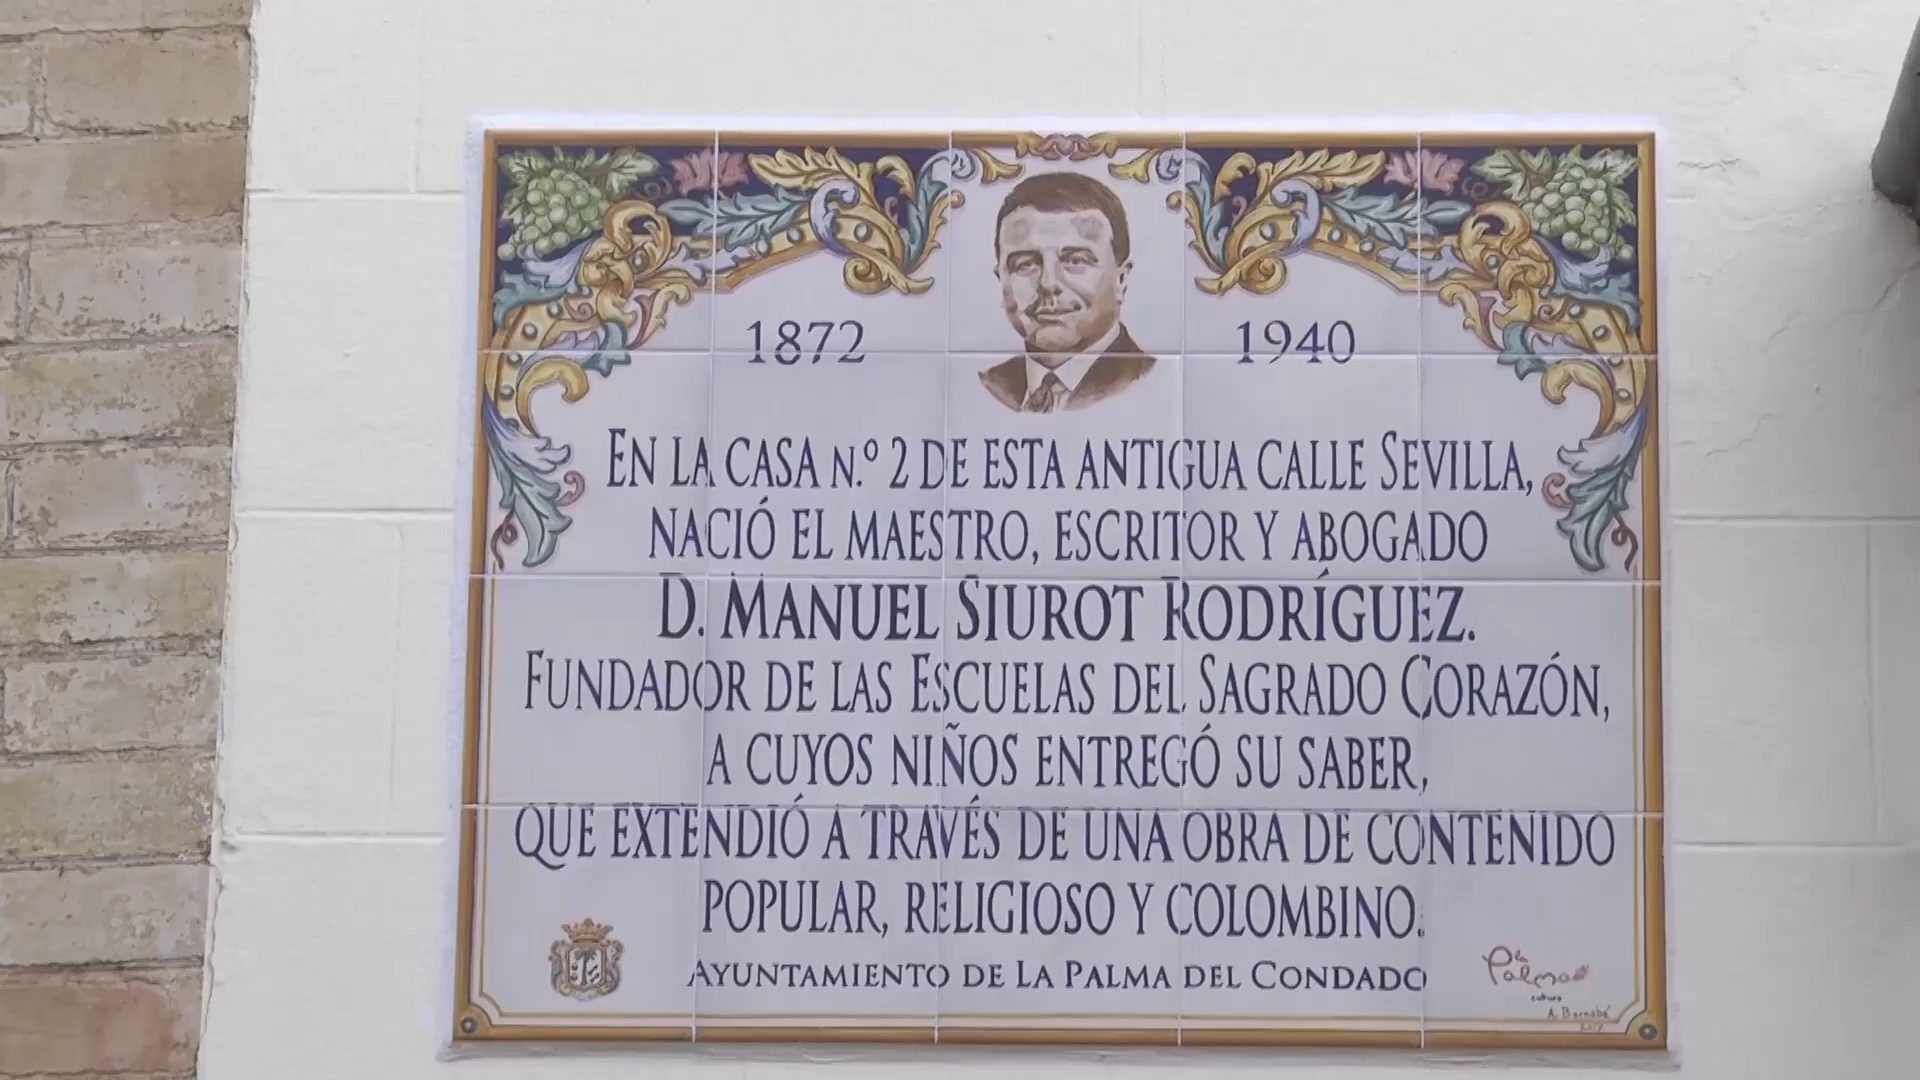 1872 1940
EN LA CASA N.º 2 DE ESTA ANTIGUA CALLE SEVILLA,
NACIÓ EL MAESTRO, ESCRITOR Y ABOGADO
D. MANUEL SIUROT RODRÍGUEZ.
FUNDADOR DE LAS ESCUELAS DEL SAGRADO CORAZÓN,
A CUYOS NIÑOS ENTREGÓ SU SABER,
QUE EXTENDIÓ A TRAVÉS DE UNA OBRA DE CONTENIDO
POPULAR, RELIGIOSO Y COLOMBINO.
AYUNTAMIENTO DE LA PALMA DEL CONDADO
la
Palma
cultura
A. Bernabé